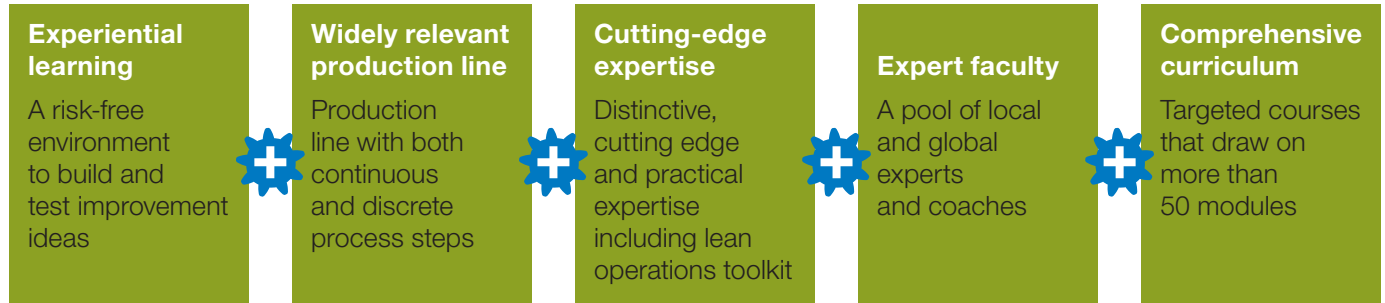 Experiential
learning
A risk-free
environment
to build and
test improvement
ideas
Widely relevant
production line
Production
line with both
continuous
and discrete
process steps
Cutting-edge
expertise
Distinctive,
cutting edge
and practical
expertise
including lean
operations toolkit
Expert faculty
A pool of local
and global
experts
and coaches
Comprehensive
curriculum
Targeted courses
that draw on
more than
50 modules